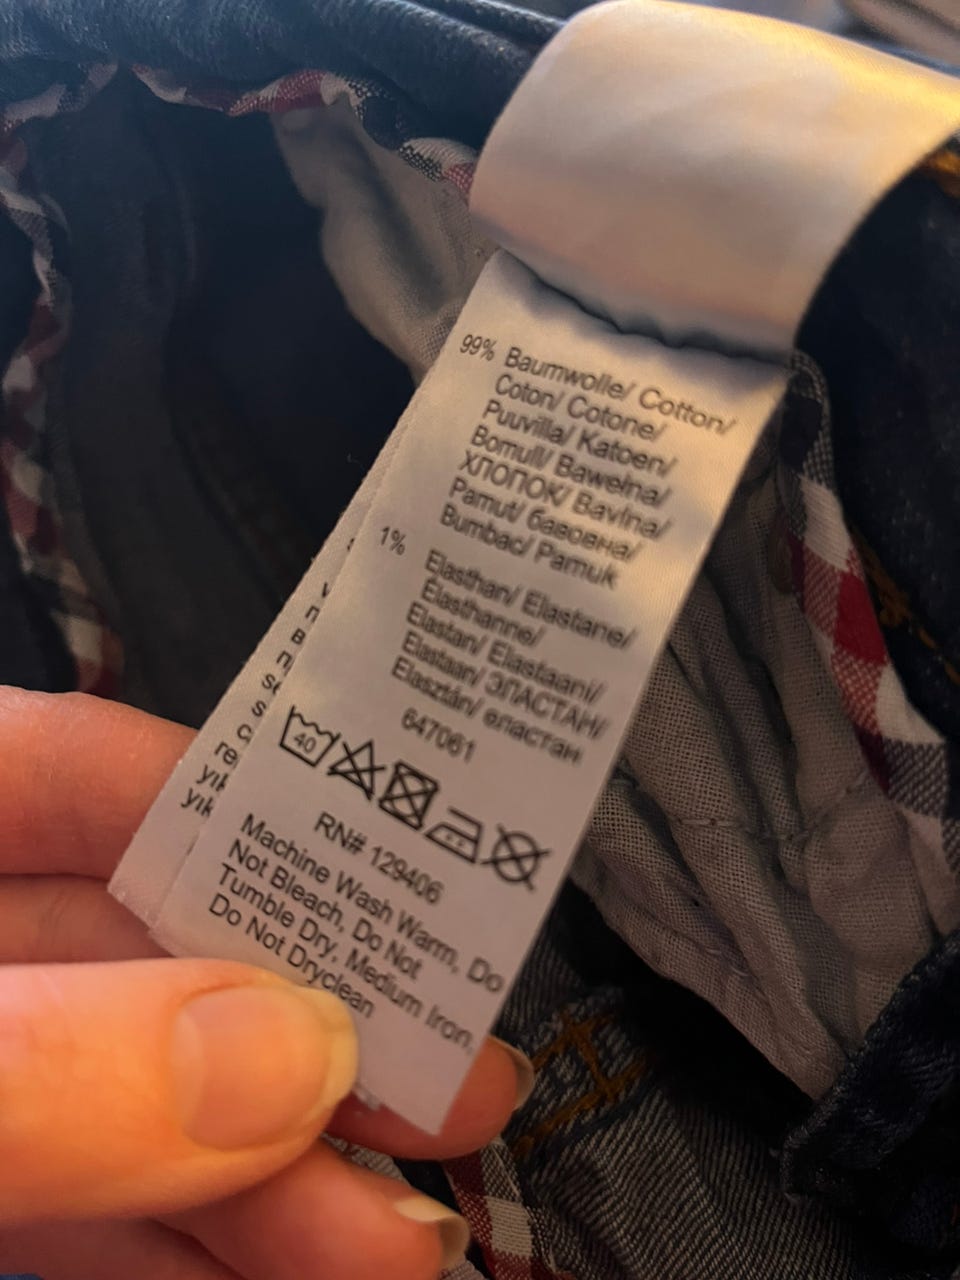 99% Baumwolle/ Cotton/
Coton/ Cotone/
Puuvilla/ Katoen/
Bomull/ Bawełna/
ХЛОПОК/ Bavlna/
Pamut/ бавовна/
Bumbac/ Pamuk
1% Elasthan/ Elastane/
Élasthanne/
Elastan/ Elastaani/
Elastaan/ ЭЛАСТАН/
Elasztán/ еластан
647061
40
RN# 129406
Machine Wash Warm, Do
Not Bleach, Do Not
Tumble Dry, Medium Iron,
Do Not Dryclean